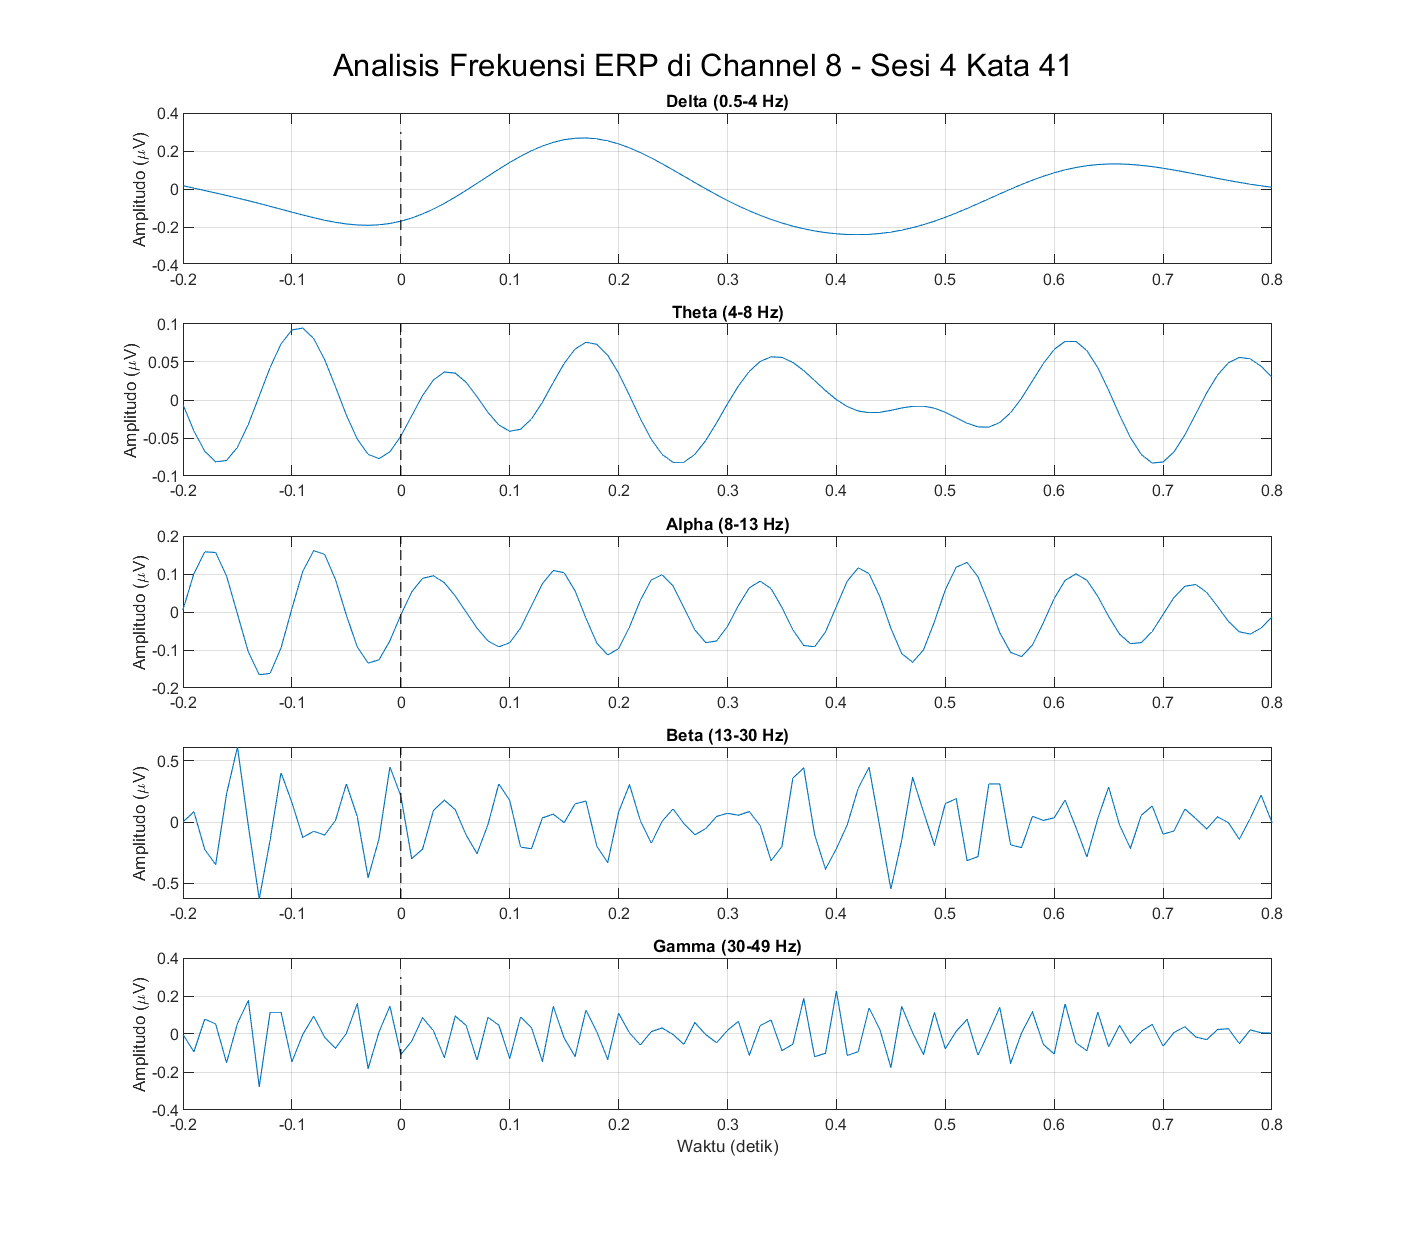 Analisis Frekuensi ERP di Channel 8 - Sesi 4 Kata 41
Delta (0.5-4 Hz)
Amplitudo (μV)
0.4
0.2
0
-0.2
-0.4
-0.2 -0.1 0 0.1 0.2 0.3 0.4 0.5 0.6 0.7 0.8
Theta (4-8 Hz)
Amplitudo (μV)
0.1
0.05
0
-0.05
-0.1
-0.2 -0.1 0 0.1 0.2 0.3 0.4 0.5 0.6 0.7 0.8
Alpha (8-13 Hz)
Amplitudo (μV)
0.2
0.1
0
-0.1
-0.2
-0.2 -0.1 0 0.1 0.2 0.3 0.4 0.5 0.6 0.7 0.8
Beta (13-30 Hz)
Amplitudo (μV)
0.5
0
-0.5
-0.2 -0.1 0 0.1 0.2 0.3 0.4 0.5 0.6 0.7 0.8
Gamma (30-49 Hz)
Amplitudo (μV)
0.4
0.2
0
-0.2
-0.4
-0.2 -0.1 0 0.1 0.2 0.3 0.4 0.5 0.6 0.7 0.8
Waktu (detik)